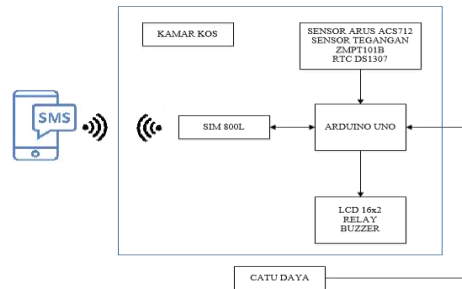 KAMAR KOS
SENSOR ARUS ACS712
SENSOR TEGANGAN
ZMPT101B
RTC DS1307
SMS
SIM 800L
ARDUINO UNO
LCD 16x2
RELAY
BUZZER
CATU DAYA